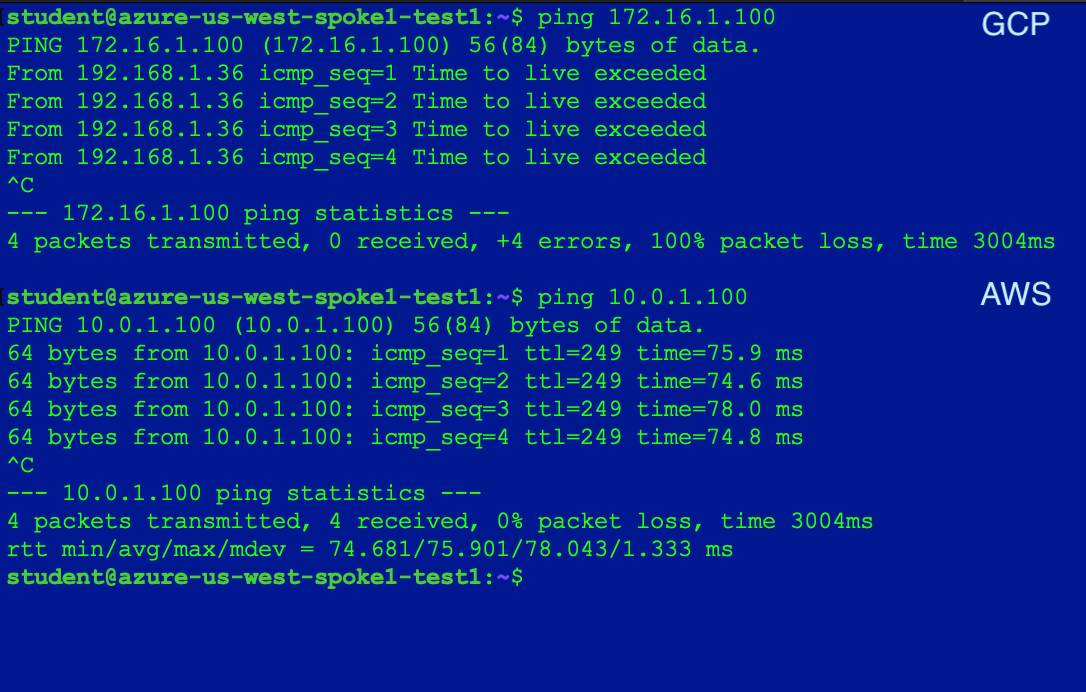 student@azure-us-west-spoke1-test1:~$ ping 172.16.1.100
GCP
PING 172.16.1.100 (172.16.1.100) 56(84) bytes of data.
From 192.168.1.36 icmp_seq=1 Time to live exceeded
From 192.168.1.36 icmp_seq=2 Time to live exceeded
From 192.168.1.36 icmp_seq=3 Time to live exceeded
From 192.168.1.36 icmp_seq=4 Time to live exceeded
^C
--- 172.16.1.100 ping statistics ---
4 packets transmitted, 0 received, +4 errors, 100% packet loss, time 3004ms
student@azure-us-west-spoke1-test1:~$ ping 10.0.1.100
AWS
PING 10.0.1.100 (10.0.1.100) 56(84) bytes of data.
64 bytes from 10.0.1.100: icmp_seq=1 ttl=249 time=75.9 ms
64 bytes from 10.0.1.100: icmp_seq=2 ttl=249 time=74.6 ms
64 bytes from 10.0.1.100: icmp_seq=3 ttl=249 time=78.0 ms
64 bytes from 10.0.1.100: icmp_seq=4 ttl=249 time=74.8 ms
^C
--- 10.0.1.100 ping statistics ---
4 packets transmitted, 4 received, 0% packet loss, time 3004ms
rtt min/avg/max/mdev = 74.681/75.901/78.043/1.333 ms
student@azure-us-west-spoke1-test1:~$